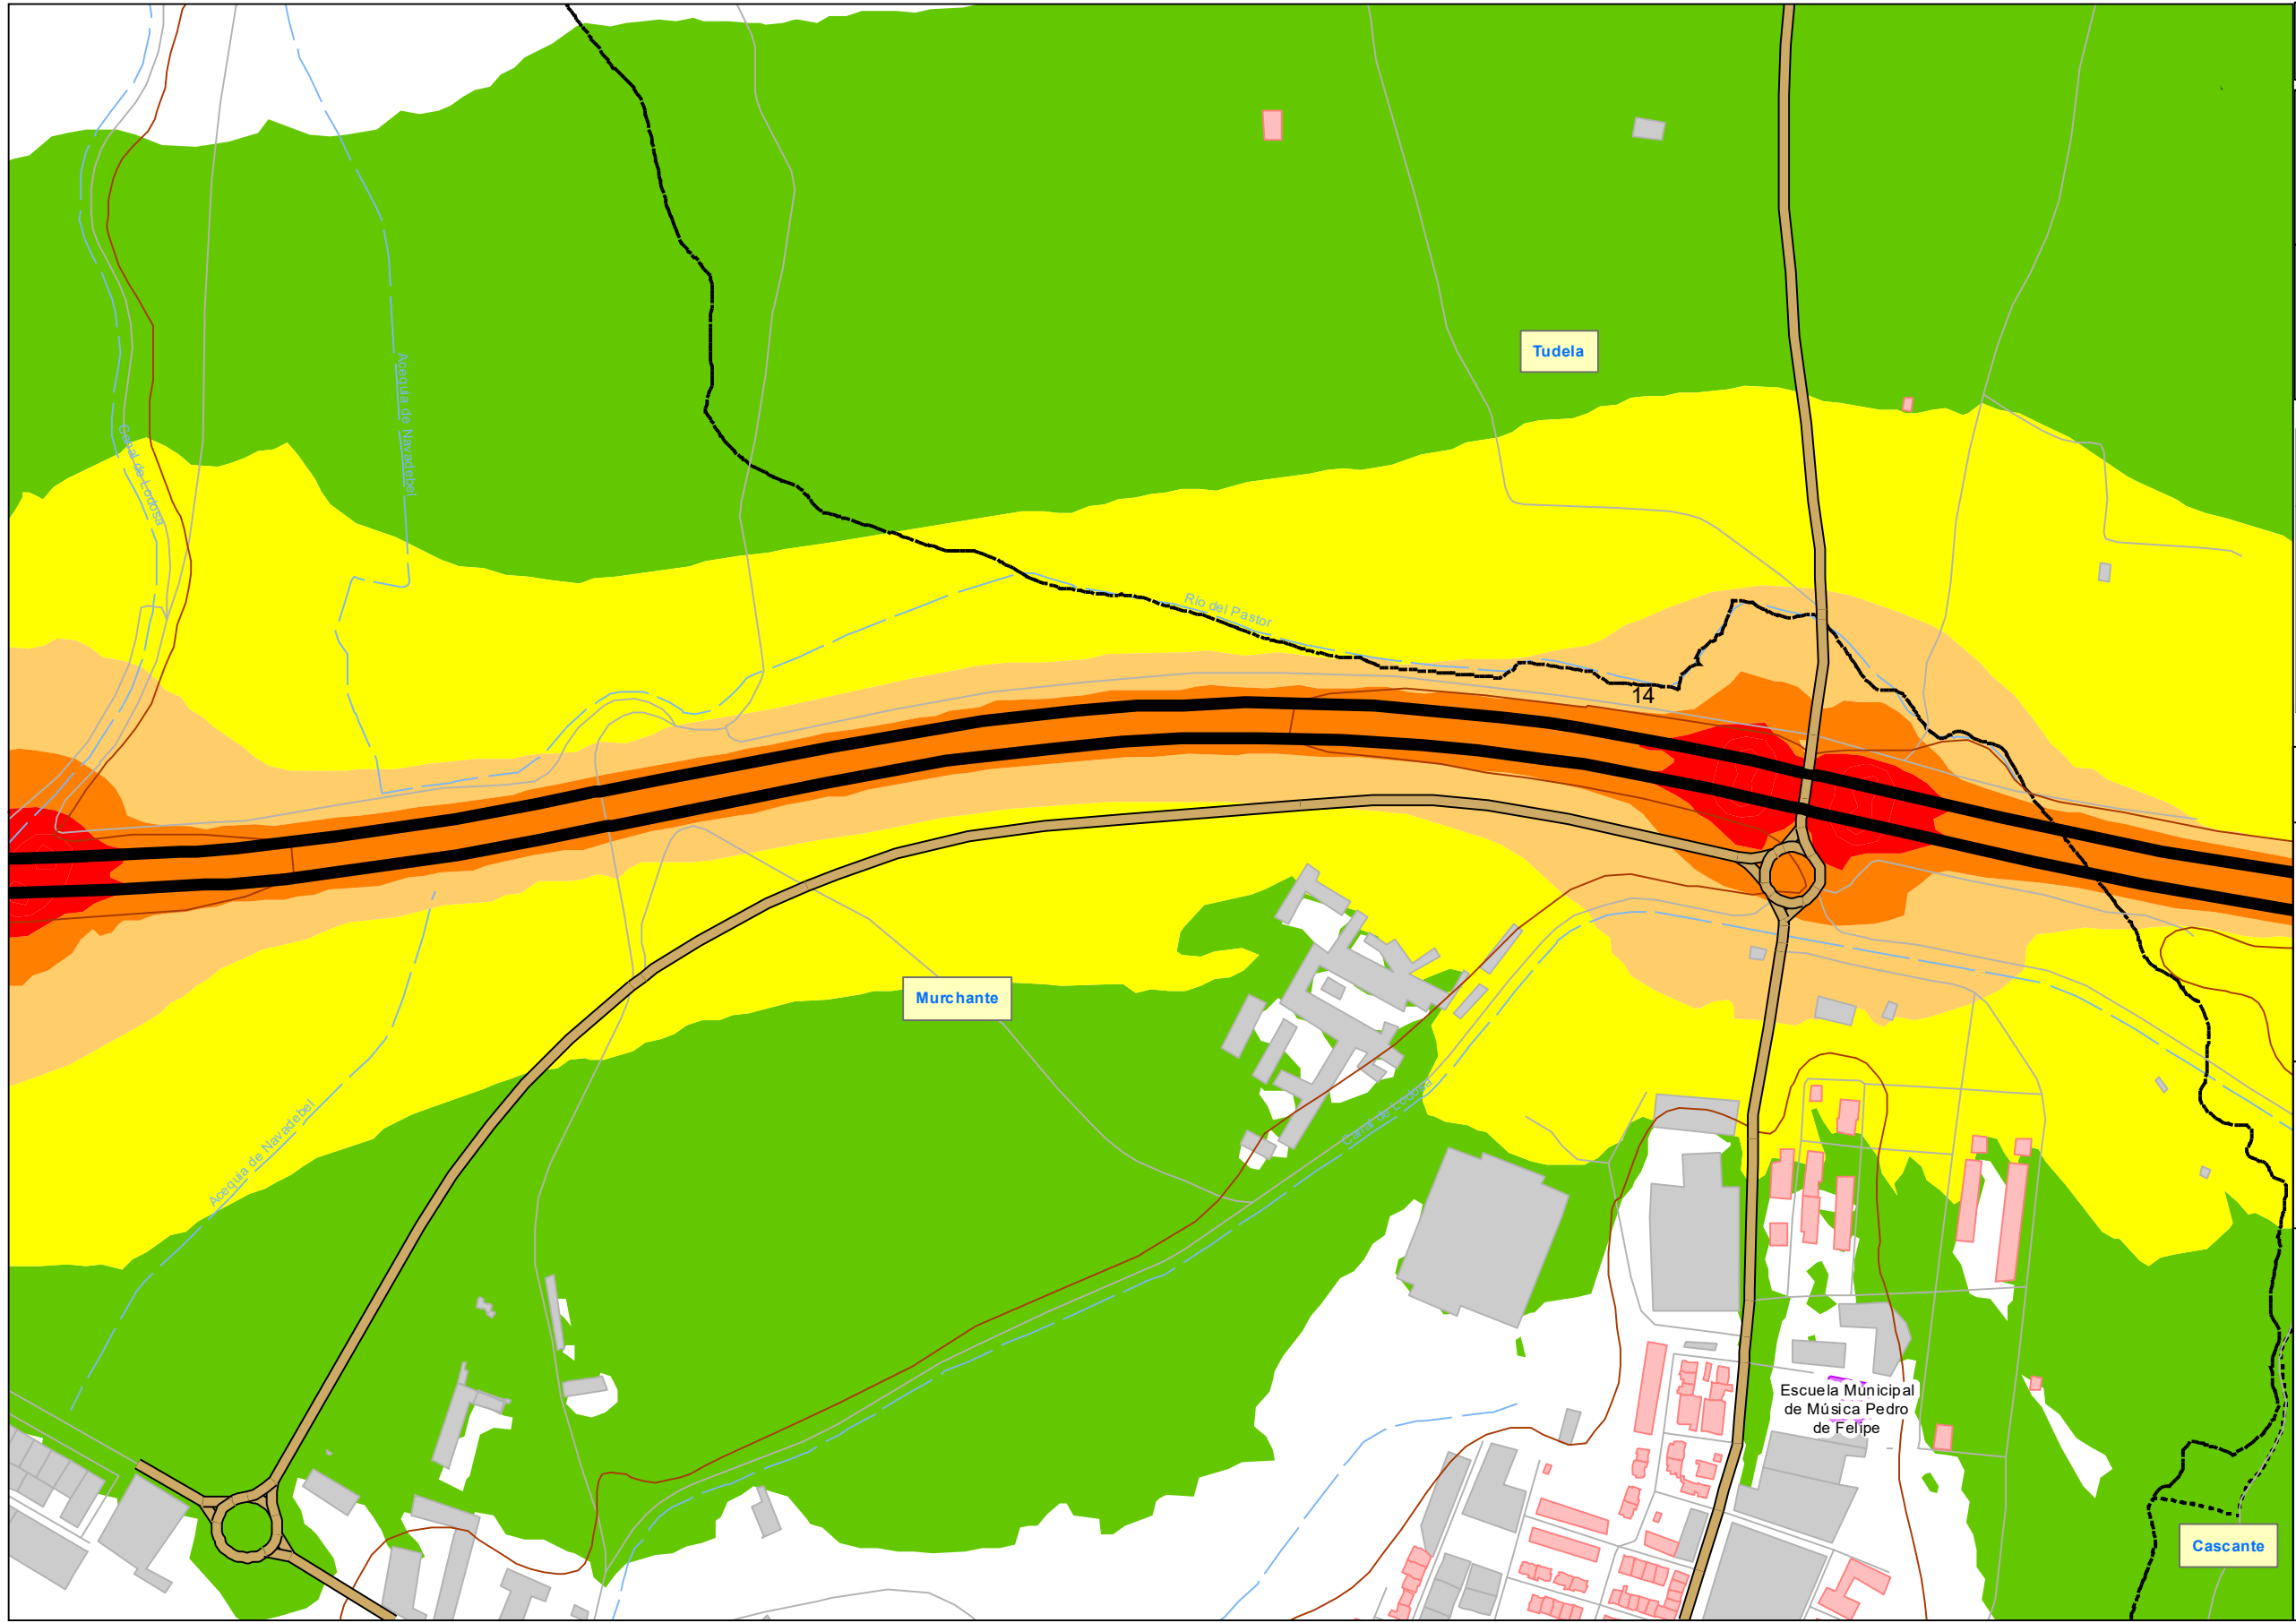 Tudela
Acequia de Navadebel
Canal de Lodosa
Río del Pastor
14
Murchante
Canal de Lodosa
Acequia de Navadebel
Escuela Municipal
de Música Pedro
de Felipe
Cascante